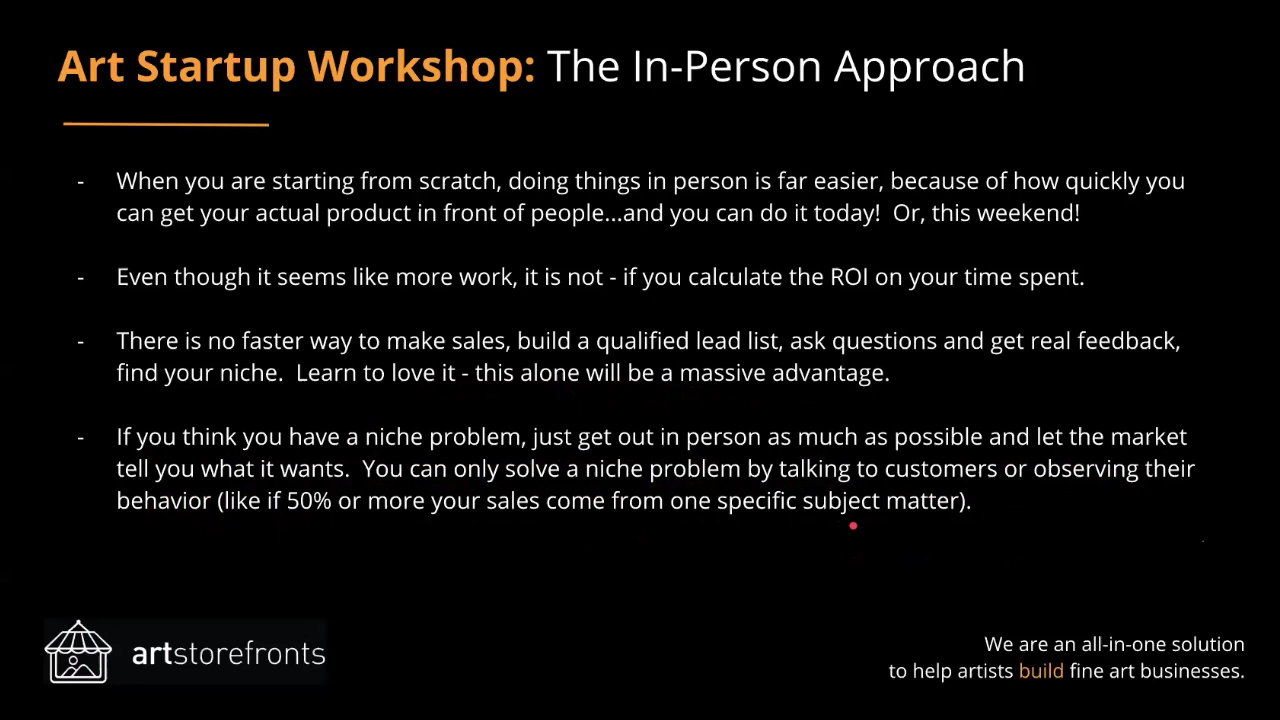 Art Startup Workshop: The In-Person Approach
- When you are starting from scratch, doing things in person is far easier, because of how quickly you
can get your actual product in front of people...and you can do it today!  Or, this weekend!
- Even though it seems like more work, it is not - if you calculate the ROI on your time spent.
- There is no faster way to make sales, build a qualified lead list, ask questions and get real feedback,
find your niche.  Learn to love it - this alone will be a massive advantage.
- If you think you have a niche problem, just get out in person as much as possible and let the market
tell you what it wants.  You can only solve a niche problem by talking to customers or observing their
behavior (like if 50% or more your sales come from one specific subject matter).
artstorefronts
We are an all-in-one solution
to help artists build fine art businesses.